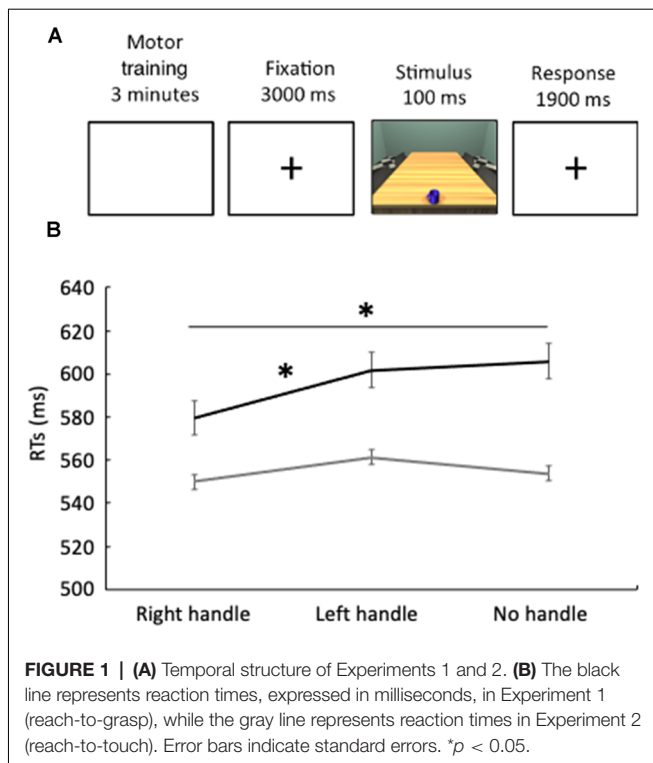 A
Motor
training
3 minutes
Fixation
3000 ms
Stimulus
100 ms
Response
1900 ms
+
+
B
RTs (ms)
640
620
600
580
560
540
520
500
*
*
Right handle
Left handle
No handle
FIGURE 1 | (A) Temporal structure of Experiments 1 and 2. (B) The black
line represents reaction times, expressed in milliseconds, in Experiment 1
(reach-to-grasp), while the gray line represents reaction times in Experiment 2
(reach-to-touch). Error bars indicate standard errors. *p < 0.05.